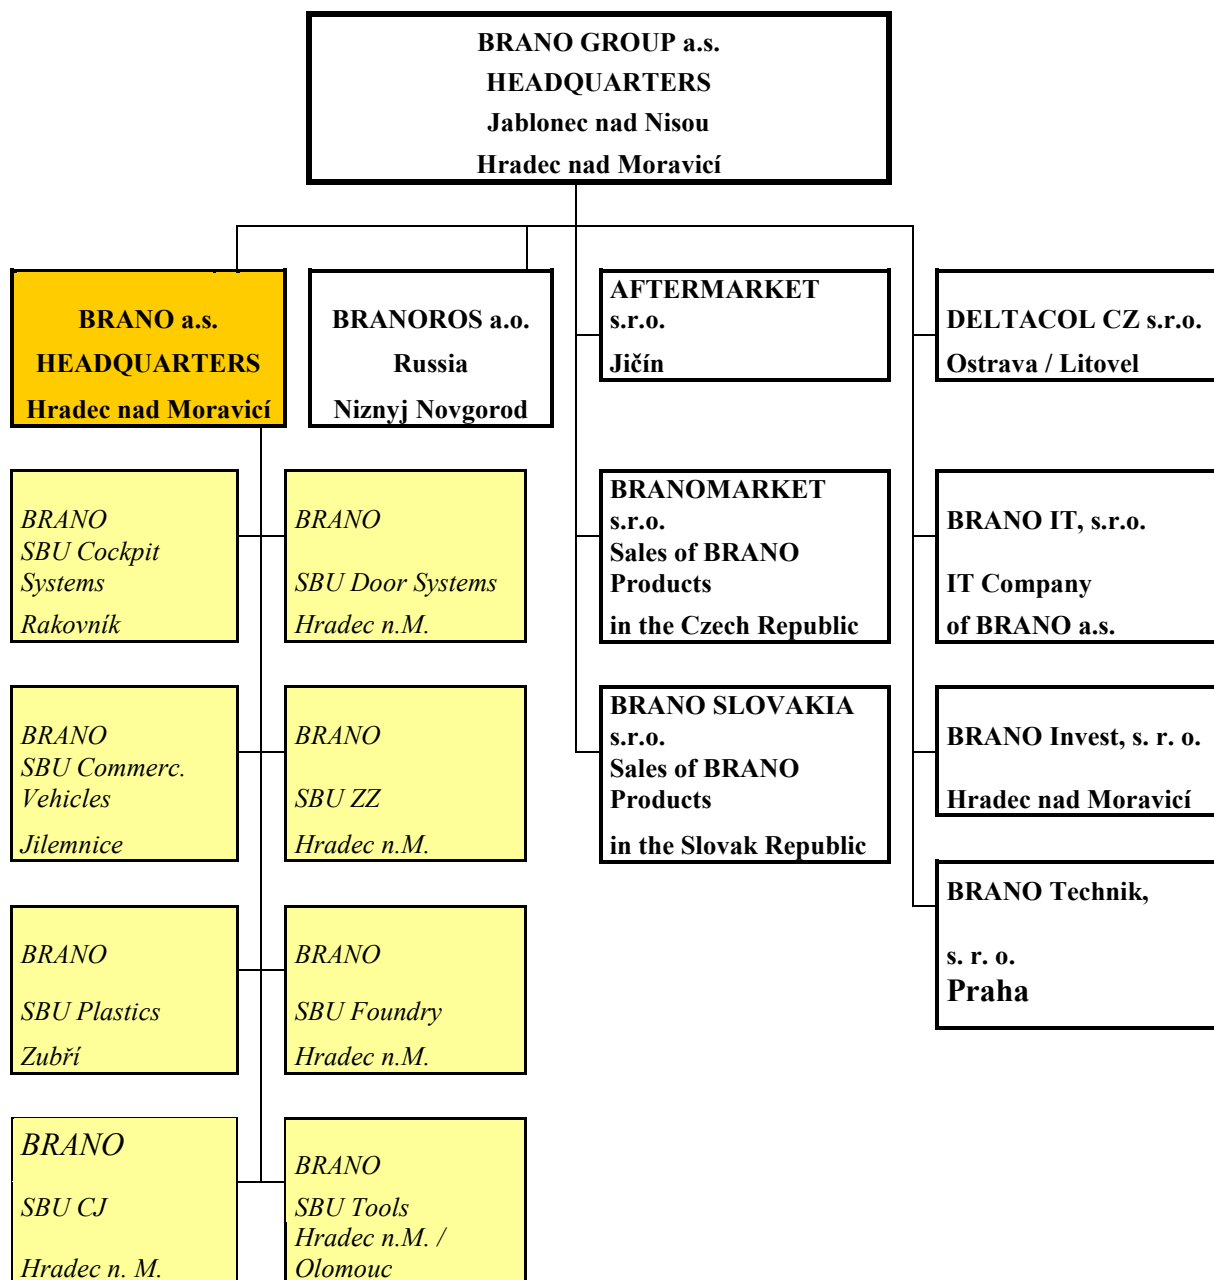 BRANO GROUP a.s.
HEADQUARTERS
Jablonec nad Nisou
Hradec nad Moravicí
BRANO a.s.
HEADQUARTERS
Hradec nad Moravicí
BRANOROS a.o.
Russia
Niznyj Novgorod
AFTERMARKET
s.r.o.
Jičín
DELTACOL CZ s.r.o.
Ostrava / Litovel
BRANO
SBU Cockpit
Systems
Rakovník
BRANO
SBU Door Systems
Hradec n.M.
BRANOMARKET
s.r.o.
Sales of BRANO
Products
in the Czech Republic
BRANO IT, s.r.o.
IT Company
of BRANO a.s.
BRANO
SBU Commerc.
Vehicles
Jilemnice
BRANO
SBU ZZ
Hradec n.M.
BRANO SLOVAKIA
s.r.o.
Sales of BRANO
Products
in the Slovak Republic
BRANO Invest, s. r. o.
Hradec nad Moravicí
BRANO
SBU Plastics
Zubří
BRANO
SBU Foundry
Hradec n.M.
BRANO Technik,
s. r. o.
Praha
BRANO
SBU CJ
Hradec n. M.
BRANO
SBU Tools
Hradec n.M. /
Olomouc